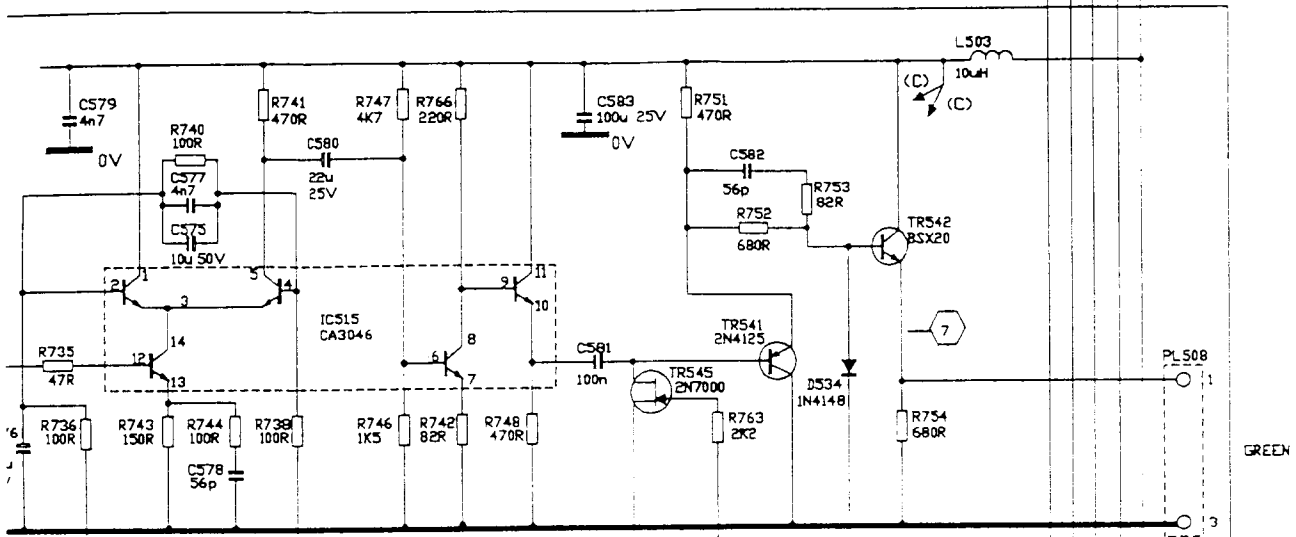 L503
10uH
(C)
(C)
C579
4n7
0V
R740
100R
C577
4n7
C575
10u 50V
R741
470R
C580
22u
25V
R747
4K7
R766
220R
C583
100u 25V
0V
R751
470R
C582
56p
R753
82R
R752
680R
TR542
BSX20
2
1
3
5
4
IC515
CA3046
9
11
10
14
12
13
8
6
7
R735
47R
C581
100n
TR541
2N4125
TR545
2N7000
7
D534
1N4148
PL508
1
R736
100R
R743
150R
R744
100R
R738
100R
R746
1K5
R742
82R
R748
470R
R763
2K2
R754
680R
C578
56p
GREEN
3